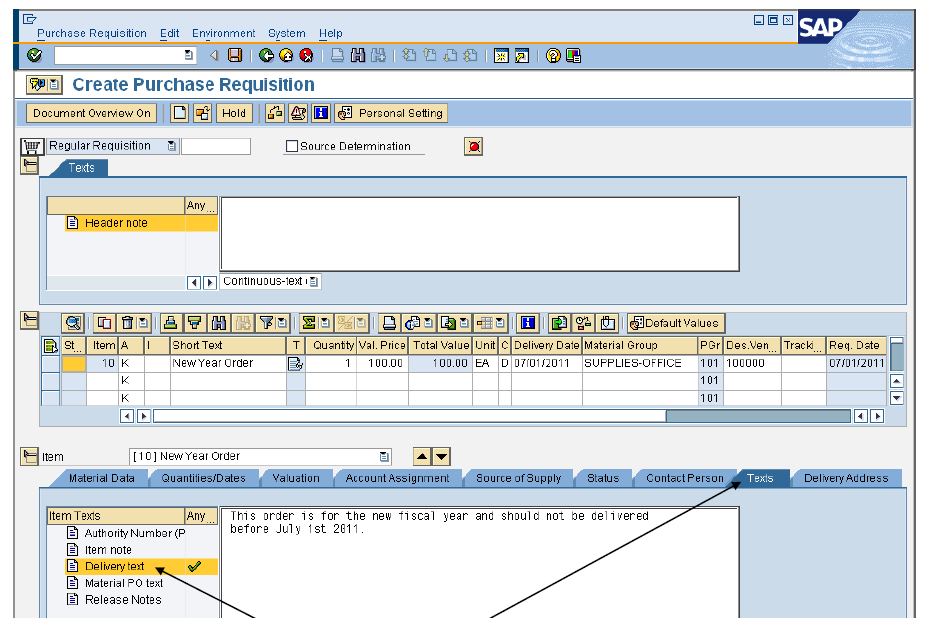 Purchase Requisition Edit Environment System Help
SAP
Create Purchase Requisition
Document Overview On Hold Personal Setting
Regular Requisition Source Determination
Texts
Any...
Header note
Continuous-text
Default Values
St... Item A I Short Text T Quantity Val. Price Total Value Unit C Delivery Date Material Group PGr Des.Ven... Tracki... Req. Date
10 K New Year Order 1 100.00 100.00 EA D 07/01/2011 SUPPLIES-OFFICE 101 100000 07/01/2011
K 101
K 101
Item [10] New Year Order
Material Data Quantities/Dates Valuation Account Assignment Source of Supply Status Contact Person Texts Delivery Address
Item Texts Any...
This order is for the new fiscal year and should not be delivered
before July 1st 2011.
Authority Number (P
Item note
Delivery text
Material PO text
Release Notes